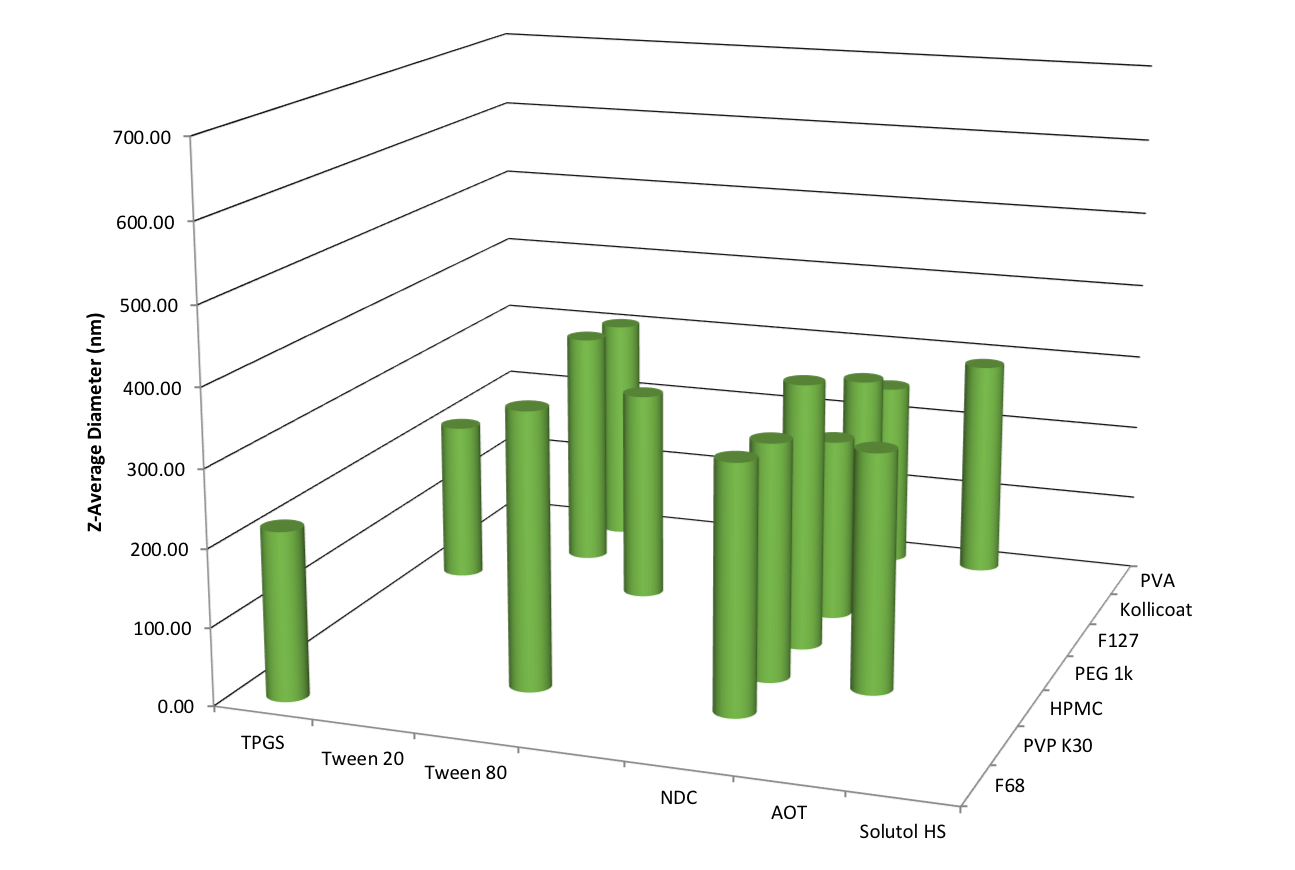 700.00
600.00
500.00
400.00
300.00
200.00
100.00
0.00
Z-Average Diameter (nm)
TPGS
Tween 20
Tween 80
NDC
AOT
Solutol HS
PVA
Kollicoat
F127
PEG 1k
HPMC
PVP K30
F68